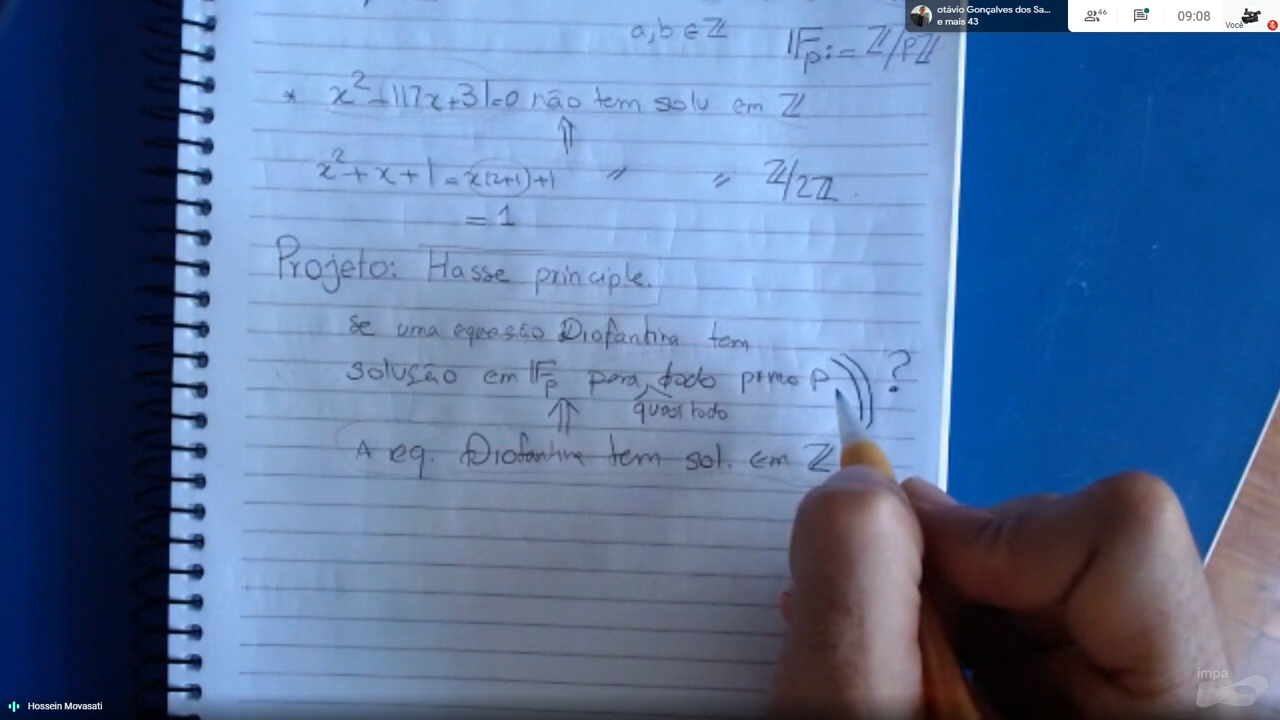 otávio Gonçalves dos Sa...
e mais 43
46
09:08
Você
a,b ∈ ℤ
𝔽p := ℤ/pℤ
* x² - 117x + 31 = 0 não tem solu em ℤ
⇑
x² + x + 1 = x(x+1)+1 〃 〃 ℤ/2ℤ.
= 1
Projeto: Hasse principle.
Se uma equação Diofantina tem
solução em 𝔽p para todo primo p ?
⇑ quasi todo
A eq. Diofantina tem sol. em ℤ
impa
Hossein Movasati